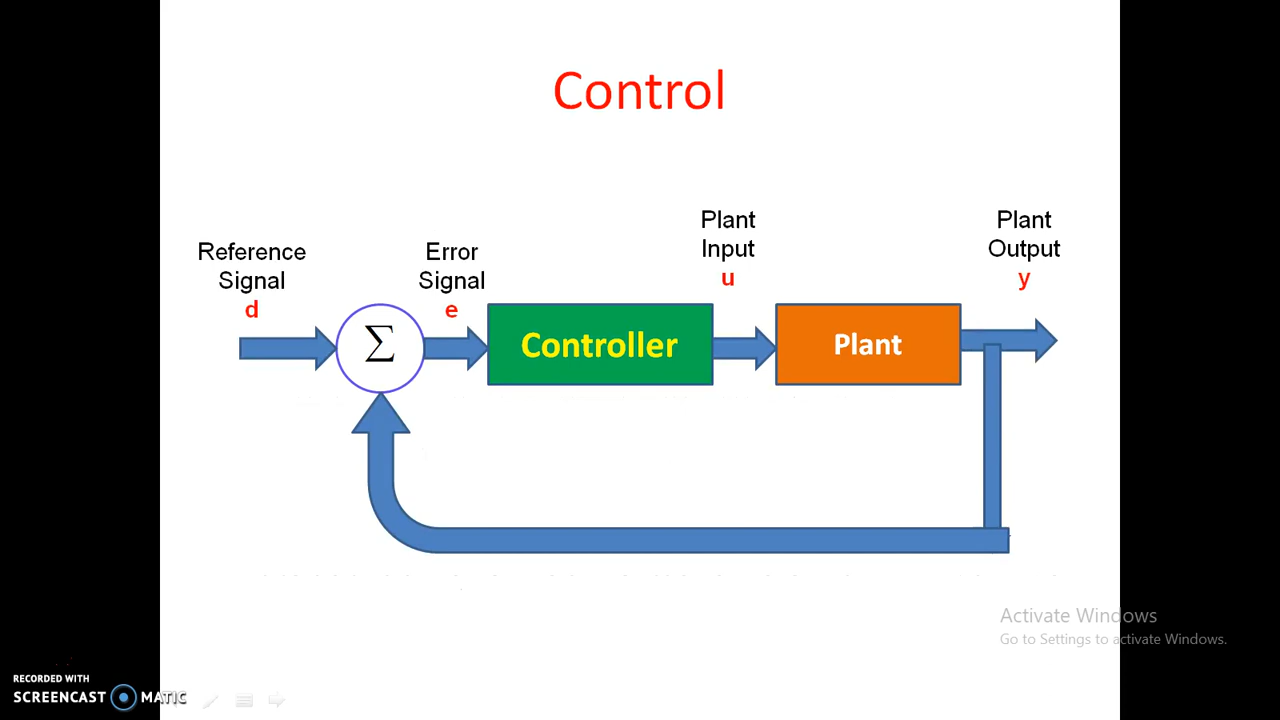 Control
Reference
Signal
d
Error
Signal
e
Plant
Input
u
Plant
Output
y
Σ
Controller
Plant
Activate Windows
Go to Settings to activate Windows.
RECORDED WITH
SCREENCAST MATIC